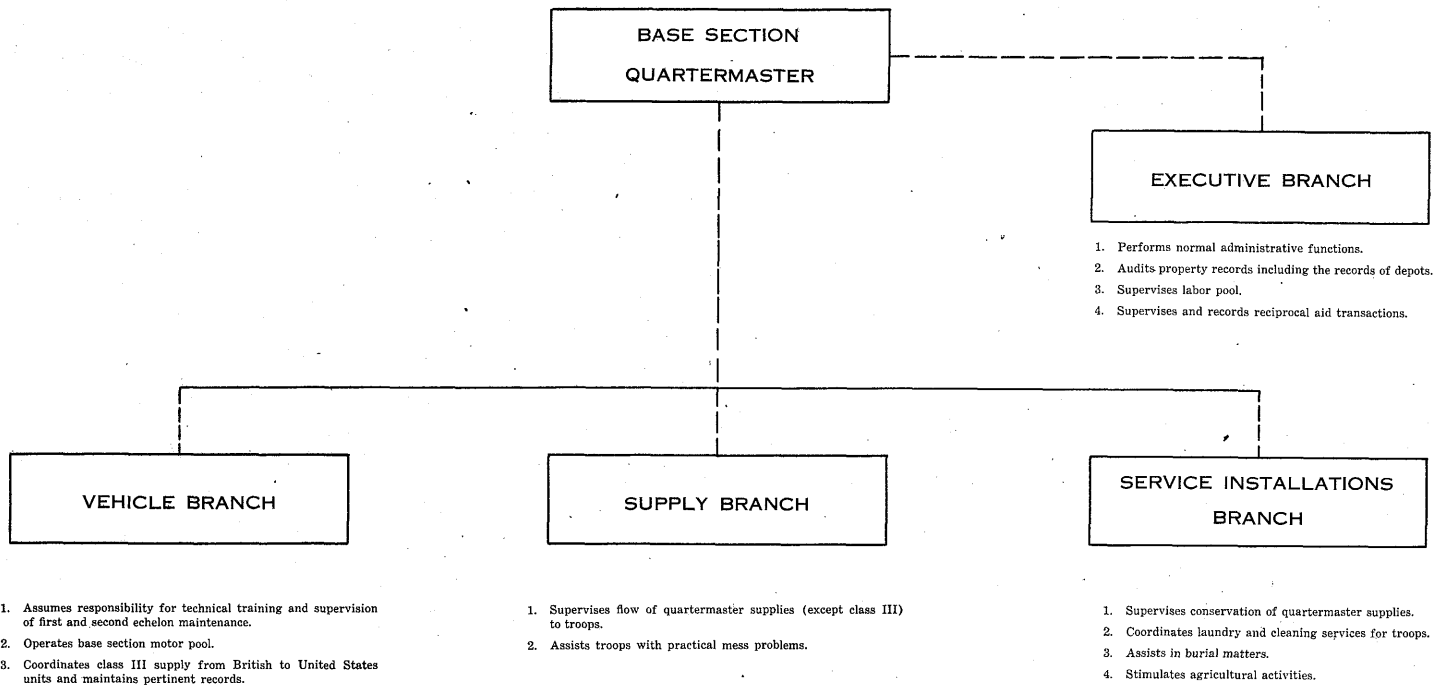 BASE SECTION
QUARTERMASTER
EXECUTIVE BRANCH
1. Performs normal administrative functions.
2. Audits property records including the records of depots.
3. Supervises labor pool.
4. Supervises and records reciprocal aid transactions.
VEHICLE BRANCH
SUPPLY BRANCH
SERVICE INSTALLATIONS
BRANCH
1. Assumes responsibility for technical training and supervision
of first and second echelon maintenance.
2. Operates base section motor pool.
3. Coordinates class III supply from British to United States
units and maintains pertinent records.
1. Supervises flow of quartermaster supplies (except class III)
to troops.
2. Assists troops with practical mess problems.
1. Supervises conservation of quartermaster supplies.
2. Coordinates laundry and cleaning services for troops.
3. Assists in burial matters.
4. Stimulates agricultural activities.